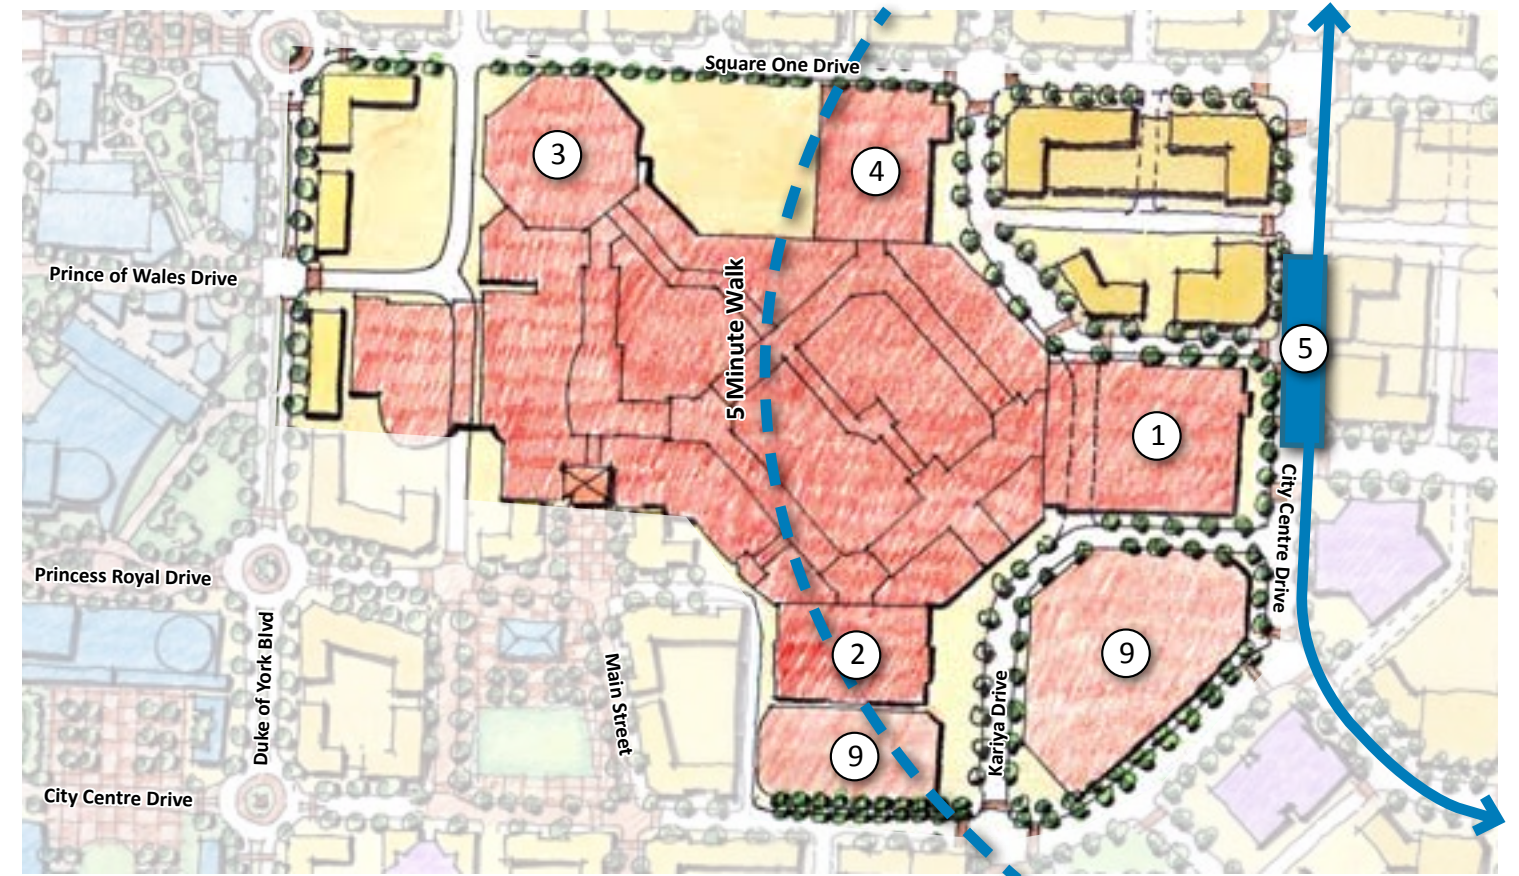 Square One Drive
3
4
Prince of Wales Drive
5 Minute Walk
5
1
City Centre Drive
Princess Royal Drive
Duke of York Blvd
Main Street
2
9
Kariya Drive
9
City Centre Drive